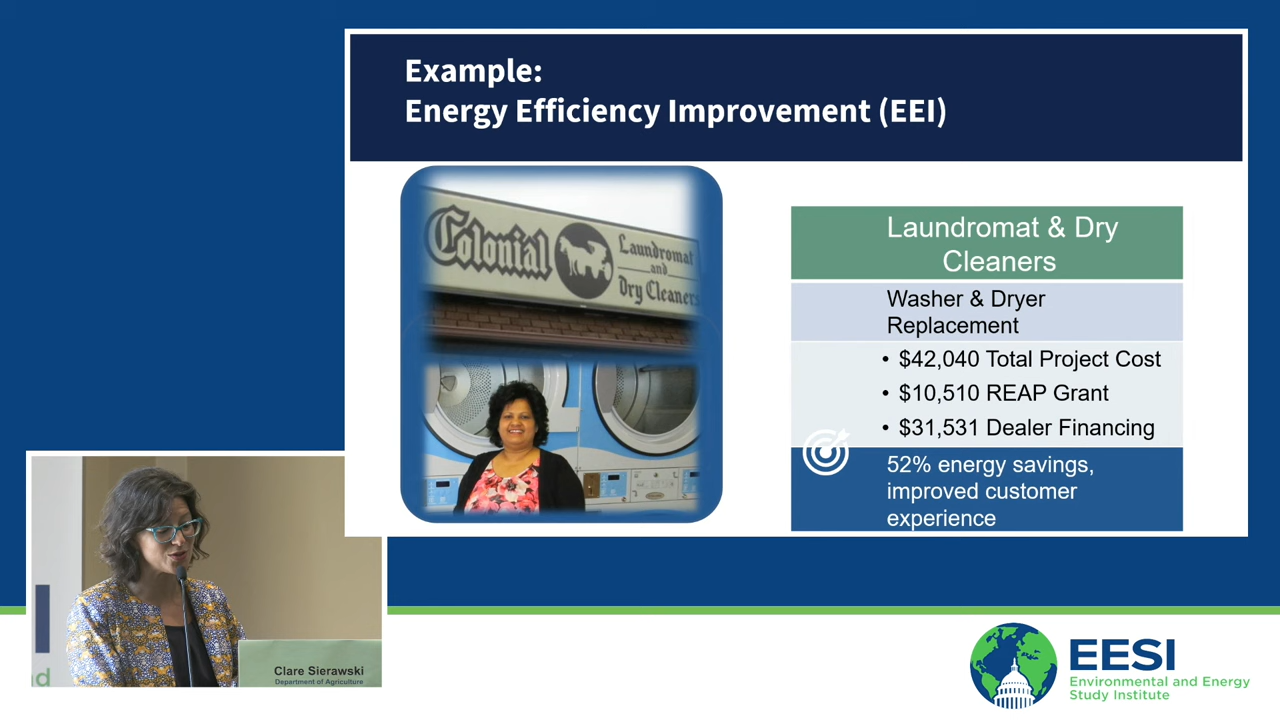 Example:
Energy Efficiency Improvement (EEI)
Colonial
Laundromat
and
Dry Cleaners
Laundromat & Dry
Cleaners
Washer & Dryer
Replacement
• $42,040 Total Project Cost
• $10,510 REAP Grant
• $31,531 Dealer Financing
52% energy savings,
improved customer
experience
nd
Clare Sierawski
Department of Agriculture
EESI
Environmental and Energy
Study Institute